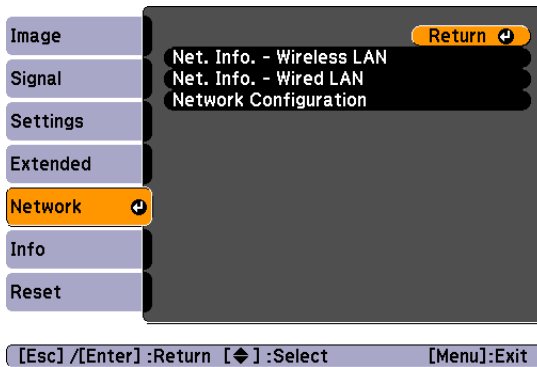 Image
Signal
Settings
Extended
Network
Info
Reset
Return
Net. Info. - Wireless LAN
Net. Info. - Wired LAN
Network Configuration
[Esc] /[Enter] :Return [◆] :Select [Menu]:Exit